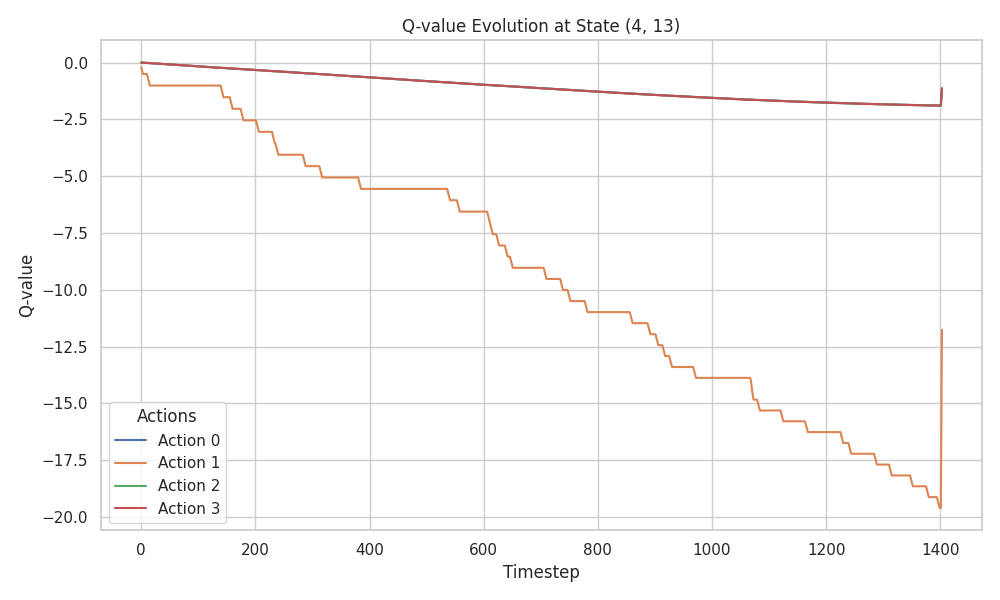 Q-value Evolution at State (4, 13)
Q-value
0.0
−2.5
−5.0
−7.5
−10.0
−12.5
−15.0
−17.5
−20.0
Actions
Action 0
Action 1
Action 2
Action 3
0 200 400 600 800 1000 1200 1400
Timestep